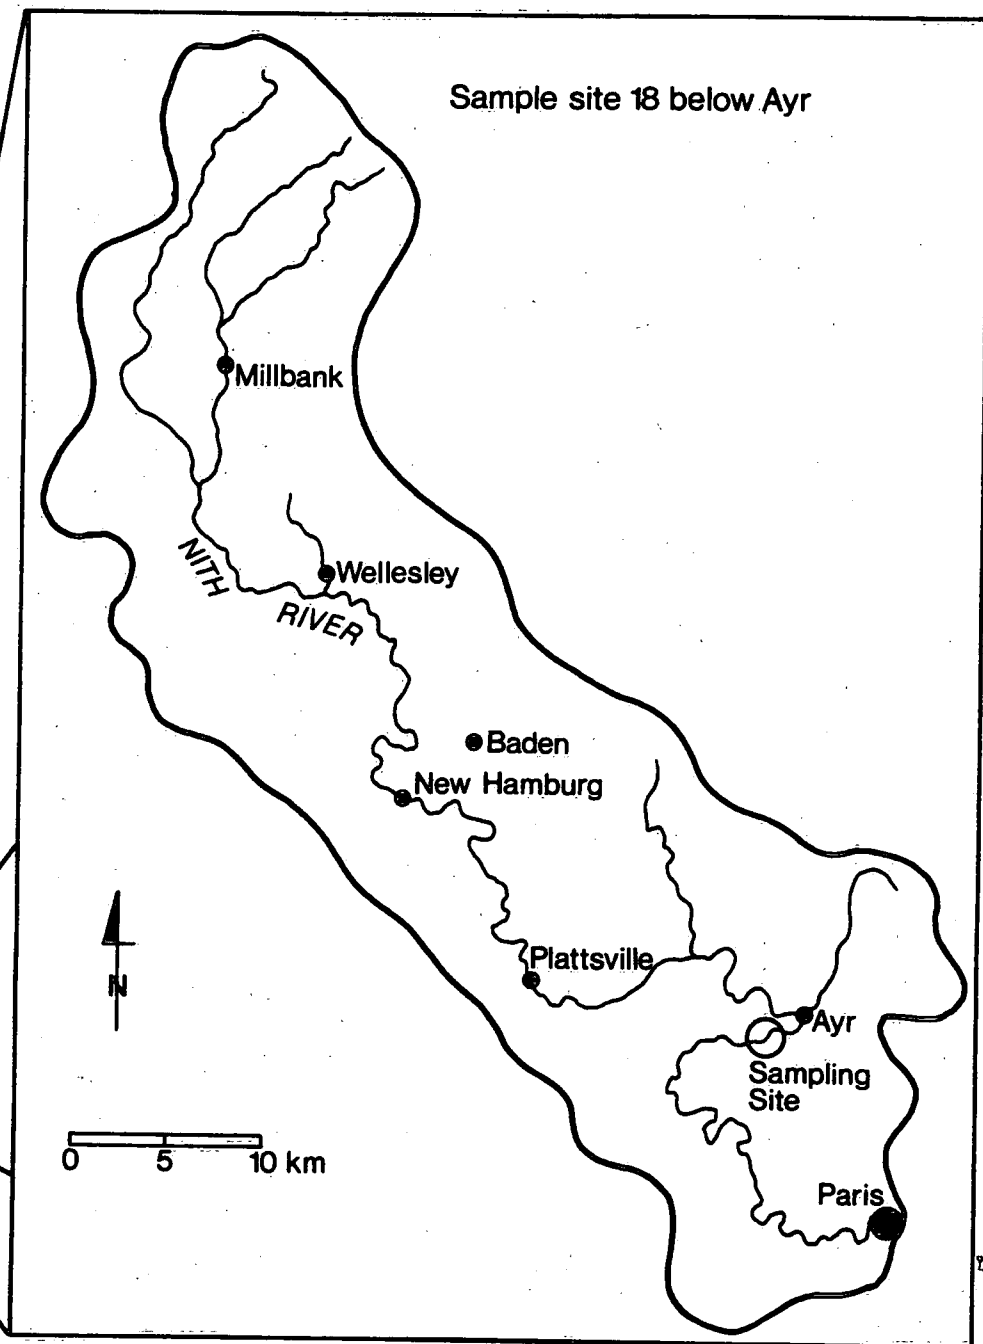 Sample site 18 below Ayr
Millbank
NITH
RIVER
Wellesley
Baden
New Hamburg
Plattsville
N
Ayr
Sampling
Site
0 5 10 km
Paris